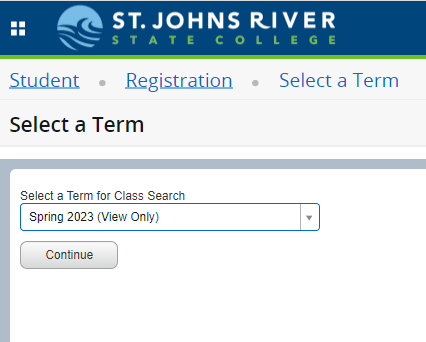 ST. JOHNS RIVER
STATE COLLEGE
Student • Registration • Select a Term
Select a Term
Select a Term for Class Search
Spring 2023 (View Only)
Continue